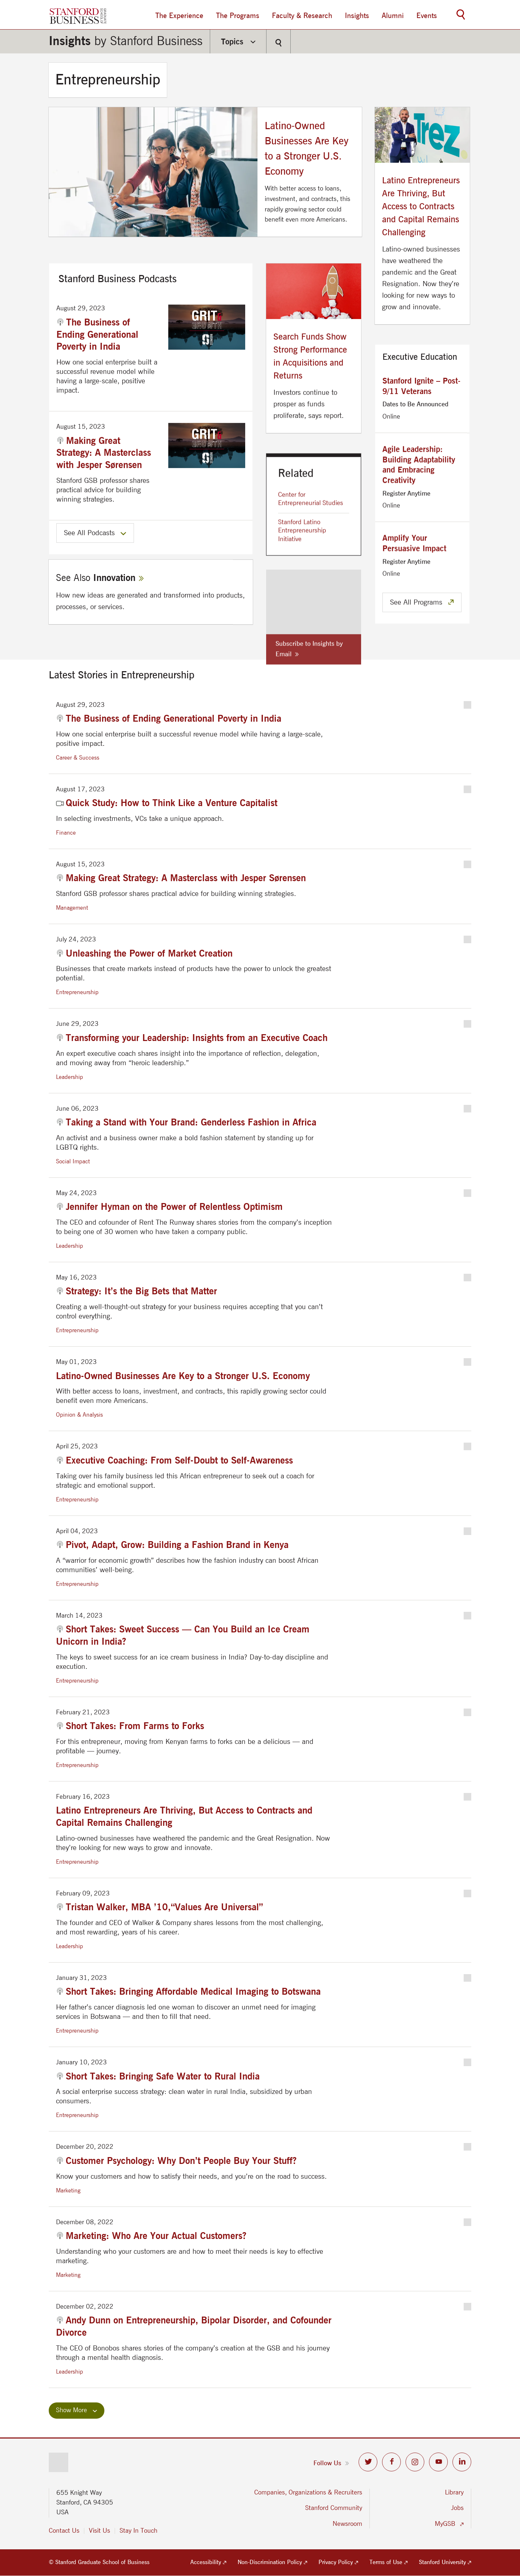 STANFORD
BUSINESS
The Experience
The Programs
Faculty & Research
Insights
Alumni
Events
Insights by Stanford Business
Topics
Entrepreneurship
Latino-Owned
Businesses Are Key
to a Stronger U.S.
Economy
With better access to loans,
investment, and contracts, this
rapidly growing sector could
benefit even more Americans.
Trez
Latino Entrepreneurs
Are Thriving, But
Access to Contracts
and Capital Remains
Challenging
Latino-owned businesses
have weathered the
pandemic and the Great
Resignation. Now they're
looking for new ways to
grow and innovate.
Stanford Business Podcasts
August 29, 2023
The Business of
Ending Generational
Poverty in India
How one social enterprise built a
successful revenue model while
having a large-scale, positive
impact.
GRIT
August 15, 2023
Making Great
Strategy: A Masterclass
with Jesper Sørensen
Stanford GSB professor shares
practical advice for building
winning strategies.
GRIT
See All Podcasts
See Also Innovation »
How new ideas are generated and transformed into products,
processes, or services.
Search Funds Show
Strong Performance
in Acquisitions and
Returns
Investors continue to
prosper as funds
proliferate, says report.
Related
Center for
Entrepreneurial Studies
Stanford Latino
Entrepreneurship
Initiative
Subscribe to Insights by
Email »
Executive Education
Stanford Ignite – Post-
9/11 Veterans
Dates to Be Announced
Online
Agile Leadership:
Building Adaptability
and Embracing
Creativity
Register Anytime
Online
Amplify Your
Persuasive Impact
Register Anytime
Online
See All Programs
Latest Stories in Entrepreneurship
August 29, 2023
The Business of Ending Generational Poverty in India
How one social enterprise built a successful revenue model while having a large-scale,
positive impact.
Career & Success
August 17, 2023
Quick Study: How to Think Like a Venture Capitalist
In selecting investments, VCs take a unique approach.
Finance
August 15, 2023
Making Great Strategy: A Masterclass with Jesper Sørensen
Stanford GSB professor shares practical advice for building winning strategies.
Management
July 24, 2023
Unleashing the Power of Market Creation
Businesses that create markets instead of products have the power to unlock the greatest
potential.
Entrepreneurship
June 29, 2023
Transforming your Leadership: Insights from an Executive Coach
An expert executive coach shares insight into the importance of reflection, delegation,
and moving away from “heroic leadership.”
Leadership
June 06, 2023
Taking a Stand with Your Brand: Genderless Fashion in Africa
An activist and a business owner make a bold fashion statement by standing up for
LGBTQ rights.
Social Impact
May 24, 2023
Jennifer Hyman on the Power of Relentless Optimism
The CEO and cofounder of Rent The Runway shares stories from the company's inception
to being one of 30 women who have taken a company public.
Leadership
May 16, 2023
Strategy: It's the Big Bets that Matter
Creating a well-thought-out strategy for your business requires accepting that you can't
control everything.
Entrepreneurship
May 01, 2023
Latino-Owned Businesses Are Key to a Stronger U.S. Economy
With better access to loans, investment, and contracts, this rapidly growing sector could
benefit even more Americans.
Opinion & Analysis
April 25, 2023
Executive Coaching: From Self-Doubt to Self-Awareness
Taking over his family business led this African entrepreneur to seek out a coach for
strategic and emotional support.
Entrepreneurship
April 04, 2023
Pivot, Adapt, Grow: Building a Fashion Brand in Kenya
A “warrior for economic growth” describes how the fashion industry can boost African
communities' well-being.
Entrepreneurship
March 14, 2023
Short Takes: Sweet Success — Can You Build an Ice Cream
Unicorn in India?
The keys to sweet success for an ice cream business in India? Day-to-day discipline and
execution.
Entrepreneurship
February 21, 2023
Short Takes: From Farms to Forks
For this entrepreneur, moving from Kenyan farms to forks can be a delicious — and
profitable — journey.
Entrepreneurship
February 16, 2023
Latino Entrepreneurs Are Thriving, But Access to Contracts and
Capital Remains Challenging
Latino-owned businesses have weathered the pandemic and the Great Resignation. Now
they're looking for new ways to grow and innovate.
Entrepreneurship
February 09, 2023
Tristan Walker, MBA '10,“Values Are Universal”
The founder and CEO of Walker & Company shares lessons from the most challenging,
and most rewarding, years of his career.
Leadership
January 31, 2023
Short Takes: Bringing Affordable Medical Imaging to Botswana
Her father's cancer diagnosis led one woman to discover an unmet need for imaging
services in Botswana — and then to fill that need.
Entrepreneurship
January 10, 2023
Short Takes: Bringing Safe Water to Rural India
A social enterprise success strategy: clean water in rural India, subsidized by urban
consumers.
Entrepreneurship
December 20, 2022
Customer Psychology: Why Don't People Buy Your Stuff?
Know your customers and how to satisfy their needs, and you're on the road to success.
Marketing
December 08, 2022
Marketing: Who Are Your Actual Customers?
Understanding who your customers are and how to meet their needs is key to effective
marketing.
Marketing
December 02, 2022
Andy Dunn on Entrepreneurship, Bipolar Disorder, and Cofounder
Divorce
The CEO of Bonobos shares stories of the company's creation at the GSB and his journey
through a mental health diagnosis.
Leadership
Show More
Follow Us »
655 Knight Way
Stanford, CA 94305
USA
Contact Us
Visit Us
Stay In Touch
Companies, Organizations & Recruiters
Stanford Community
Newsroom
Library
Jobs
MyGSB
© Stanford Graduate School of Business
Accessibility
Non-Discrimination Policy
Privacy Policy
Terms of Use
Stanford University